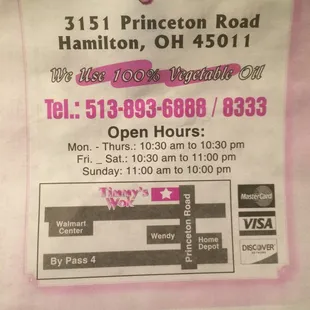 3151 Princeton Road
Hamilton, OH 45011
We Use 100% Vegetable Oil
Tel.: 513-893-6888 / 8333
Open Hours:
Mon. - Thurs.: 10:30 am to 10:30 pm
Fri. _ Sat.: 10:30 am to 11:00 pm
Sunday: 11:00 am to 10:00 pm
Timmy's
Wok
Walmart
Center
Wendy
Princeton Road
Home
Depot
By Pass 4
MasterCard
VISA
DISCOVER